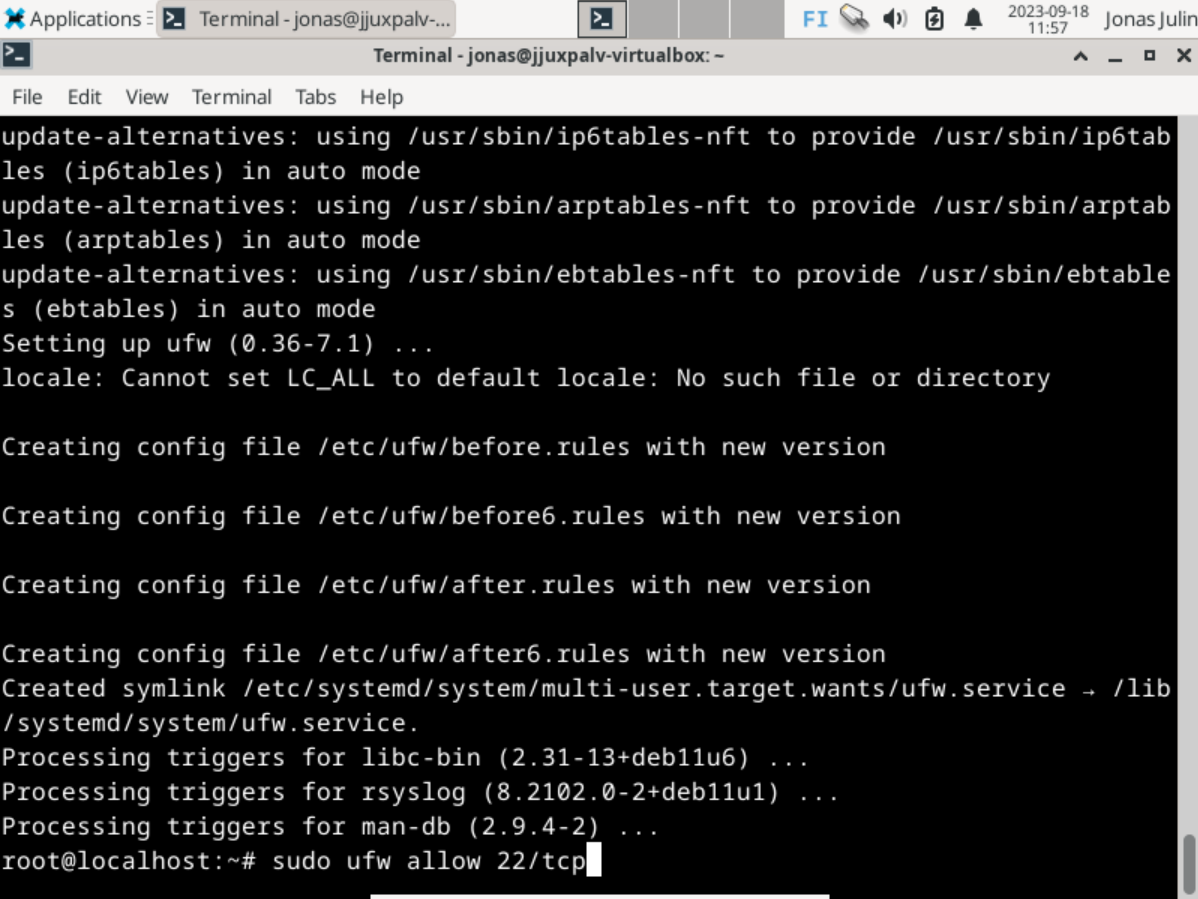 Applications
Terminal - jonas@jjuxpalv-...
FI
2023-09-18
11:57
Jonas Julin
Terminal - jonas@jjuxpalv-virtualbox: ~
File Edit View Terminal Tabs Help
update-alternatives: using /usr/sbin/ip6tables-nft to provide /usr/sbin/ip6tab
les (ip6tables) in auto mode
update-alternatives: using /usr/sbin/arptables-nft to provide /usr/sbin/arptab
les (arptables) in auto mode
update-alternatives: using /usr/sbin/ebtables-nft to provide /usr/sbin/ebtable
s (ebtables) in auto mode
Setting up ufw (0.36-7.1) ...
locale: Cannot set LC_ALL to default locale: No such file or directory
Creating config file /etc/ufw/before.rules with new version
Creating config file /etc/ufw/before6.rules with new version
Creating config file /etc/ufw/after.rules with new version
Creating config file /etc/ufw/after6.rules with new version
Created symlink /etc/systemd/system/multi-user.target.wants/ufw.service → /lib
/systemd/system/ufw.service.
Processing triggers for libc-bin (2.31-13+deb11u6) ...
Processing triggers for rsyslog (8.2102.0-2+deb11u1) ...
Processing triggers for man-db (2.9.4-2) ...
root@localhost:~# sudo ufw allow 22/tcp